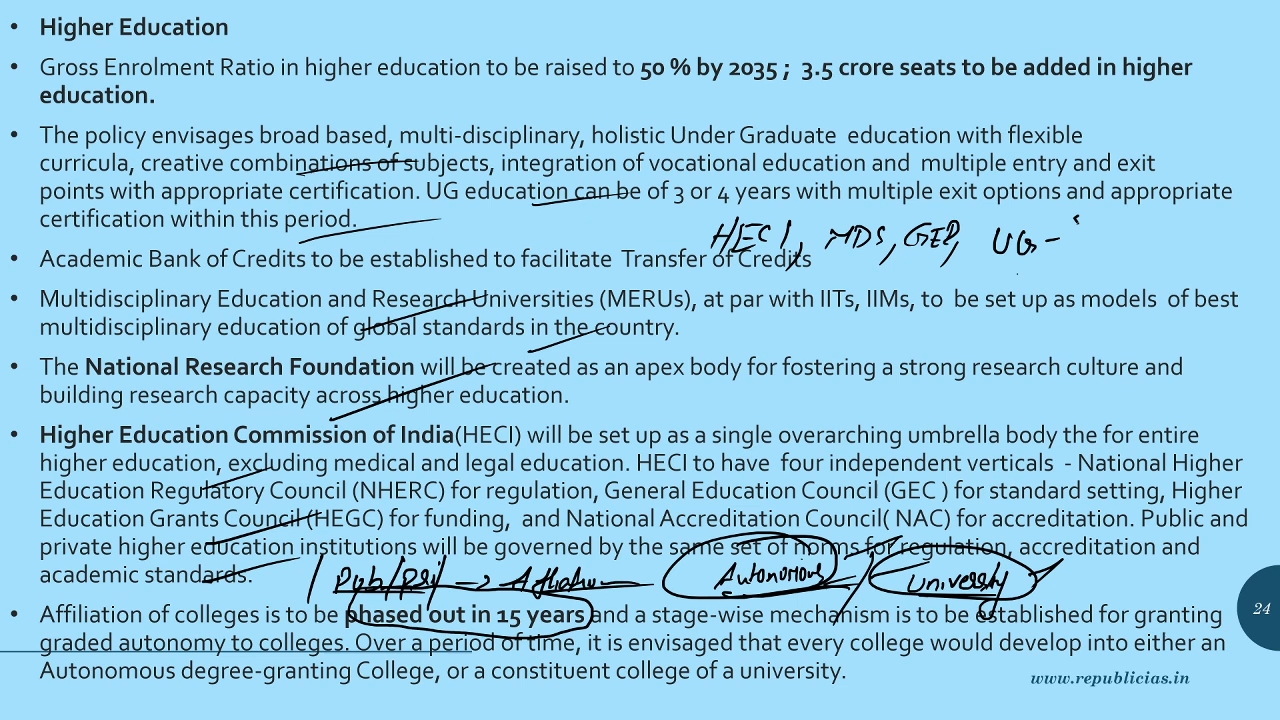 • Higher Education
• Gross Enrolment Ratio in higher education to be raised to 50 % by 2035 ; 3.5 crore seats to be added in higher
education.
• The policy envisages broad based, multi-disciplinary, holistic Under Graduate education with flexible
curricula, creative combinations of subjects, integration of vocational education and multiple entry and exit
points with appropriate certification. UG education can be of 3 or 4 years with multiple exit options and appropriate
certification within this period.
HECI, MDS, GER, UG -
• Academic Bank of Credits to be established to facilitate Transfer of Credits
• Multidisciplinary Education and Research Universities (MERUs), at par with IITs, IIMs, to be set up as models of best
multidisciplinary education of global standards in the country.
• The National Research Foundation will be created as an apex body for fostering a strong research culture and
building research capacity across higher education.
• Higher Education Commission of India(HECI) will be set up as a single overarching umbrella body the for entire
higher education, excluding medical and legal education. HECI to have four independent verticals - National Higher
Education Regulatory Council (NHERC) for regulation, General Education Council (GEC ) for standard setting, Higher
Education Grants Council (HEGC) for funding, and National Accreditation Council( NAC) for accreditation. Public and
private higher education institutions will be governed by the same set of norms for regulation, accreditation and
academic standards.
Pub/Pri → Autonomous University
• Affiliation of colleges is to be phased out in 15 years and a stage-wise mechanism is to be established for granting
graded autonomy to colleges. Over a period of time, it is envisaged that every college would develop into either an
Autonomous degree-granting College, or a constituent college of a university.
24
www.republicias.in